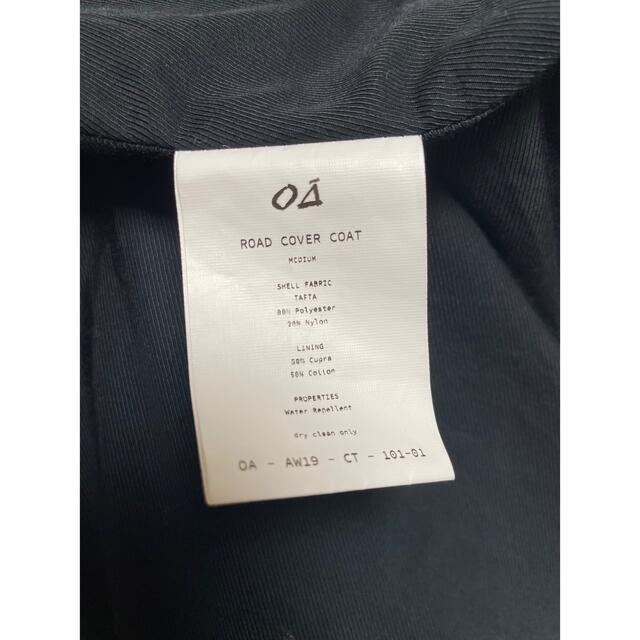 OÁ
ROAD COVER COAT
MEDIUM
SHELL FABRIC
TAFTA
80% Polyester
20% Nylon
LINING
50% Cupra
50% Cotton
PROPERTIES
Water Repellent
dry clean only
OA - AW19 - CT - 101-01